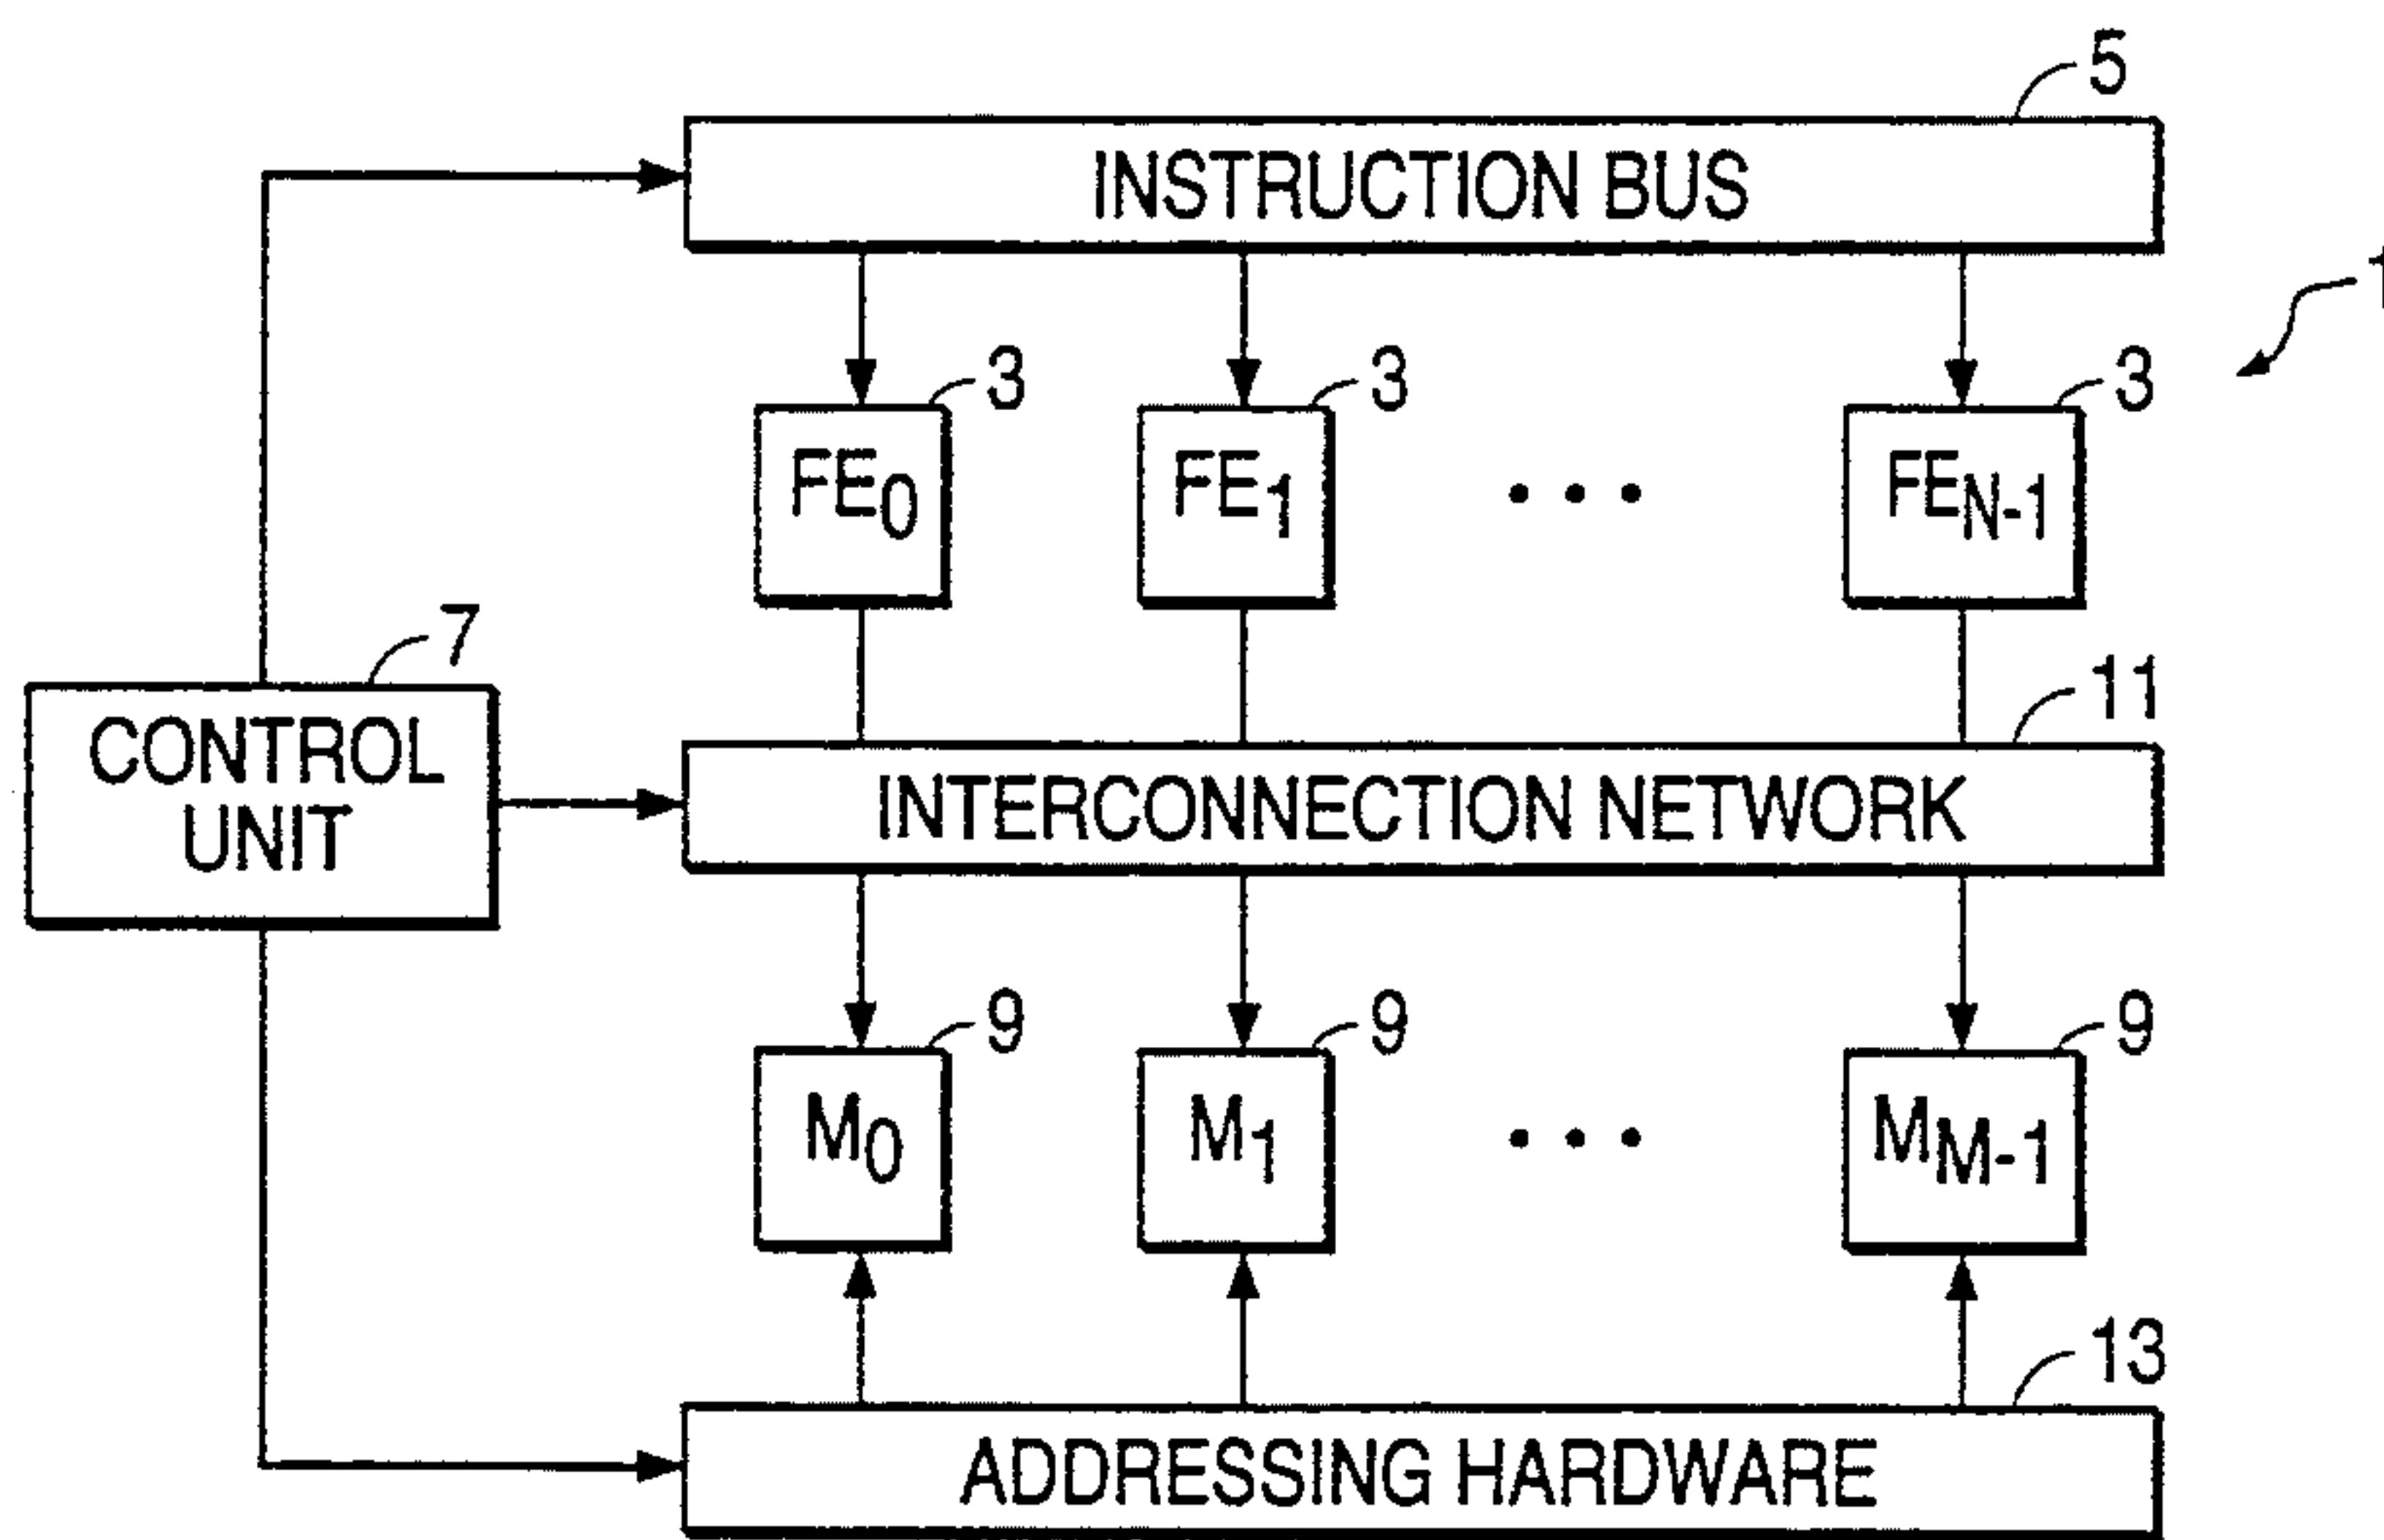 5
INSTRUCTION BUS
1
3 3 3
FE0 FE1 • • • FEN-1
7
CONTROL
UNIT
11
INTERCONNECTION NETWORK
9 9 9
M0 M1 • • • MM-1
13
ADDRESSING HARDWARE